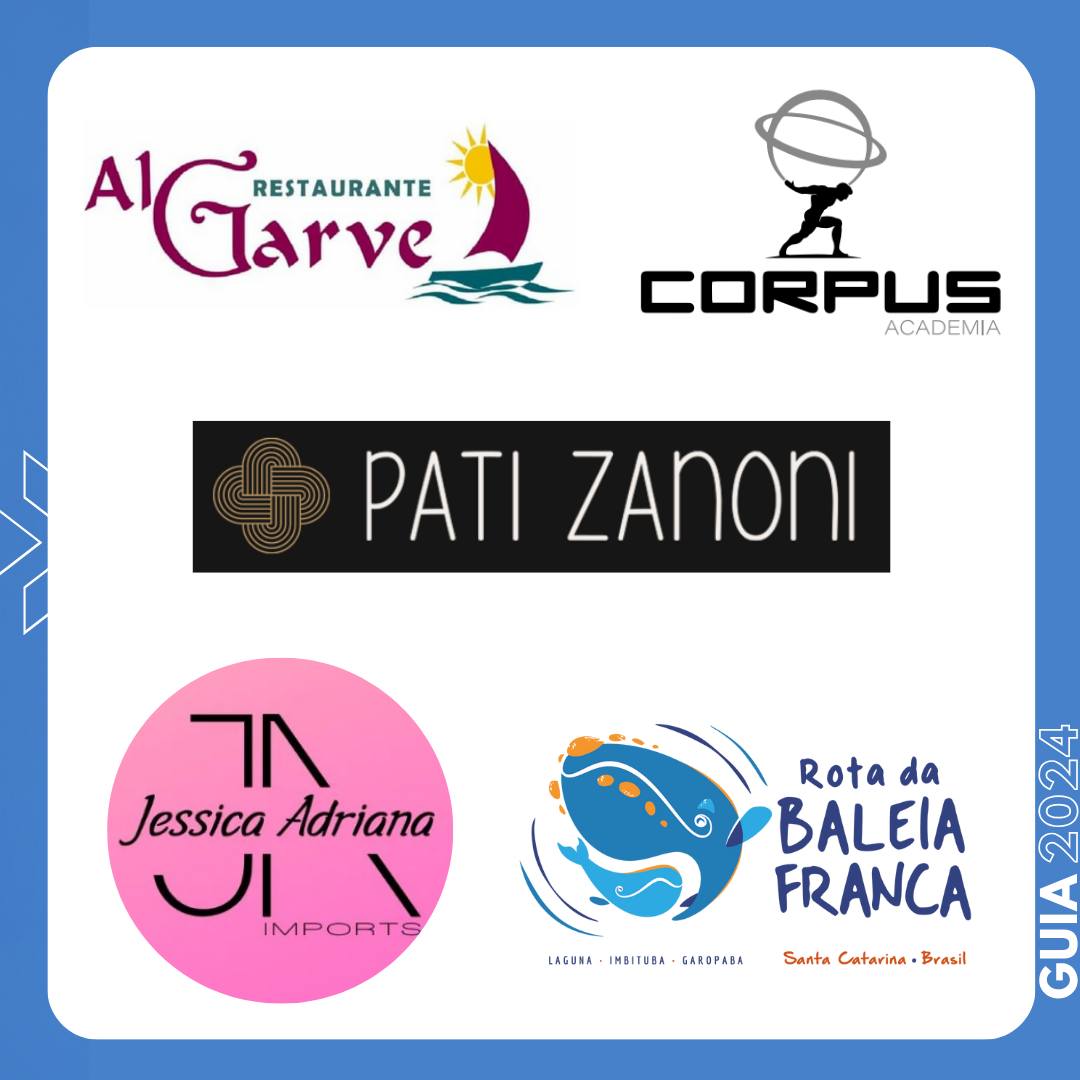 Al Garve
RESTAURANTE
CORPUS
ACADEMIA
PATI ZANONI
JA
Jessica Adriana
IMPORTS
Rota da
BALEIA
FRANCA
LAGUNA · IMBITUBA · GAROPABA
Santa Catarina • Brasil
GUIA 2024